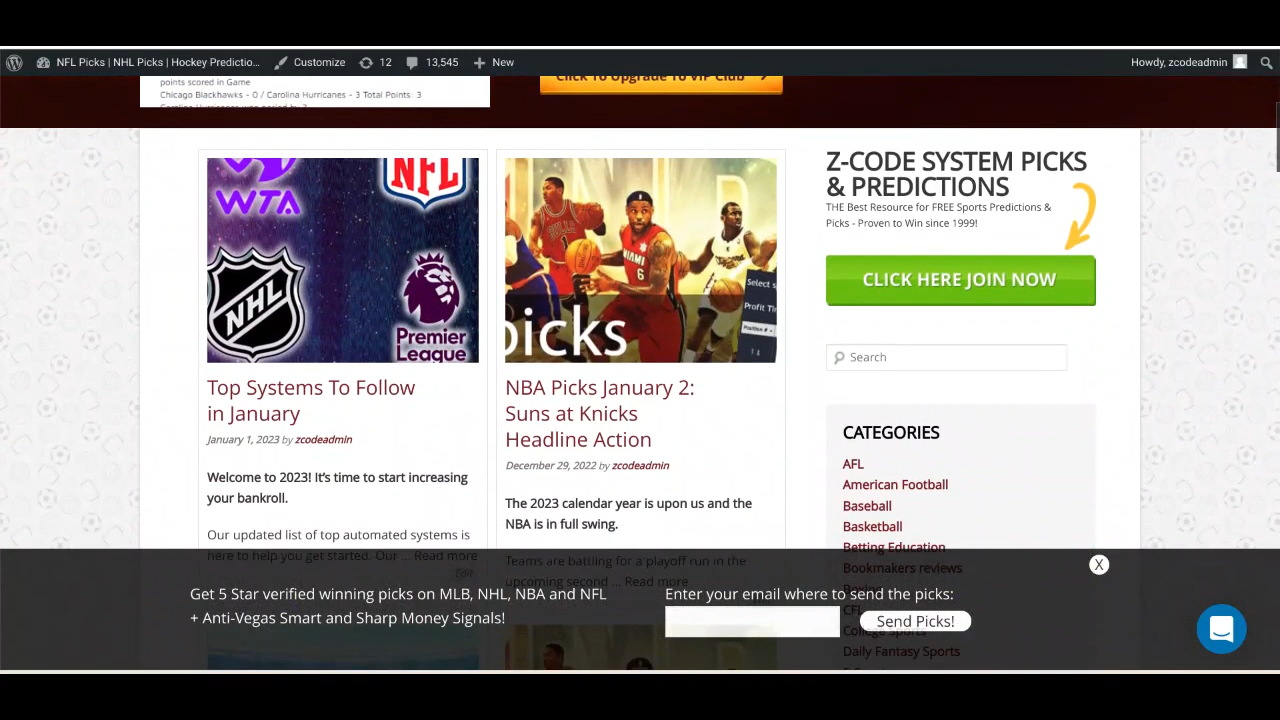 NFL Picks | NHL Picks | Hockey Predictio...
Customize
12
13,545
New
Howdy, zcodeadmin
points scored in Game
Chicago Blackhawks - 0 / Carolina Hurricanes - 3 Total Points: 3
Click To Upgrade To VIP Club
WTA
NFL
NHL
Premier
League
MIAMI
6
1
picks
Select s
Profit Ti
Position #
Top Systems To Follow
in January
January 1, 2023 by zcodeadmin
Welcome to 2023! It's time to start increasing
your bankroll.
Our updated list of top automated systems is
here to help you get started. Our ... Read more
Edit
NBA Picks January 2:
Suns at Knicks
Headline Action
December 29, 2022 by zcodeadmin
The 2023 calendar year is upon us and the
NBA is in full swing.
Teams are battling for a playoff run in the
upcoming second ... Read more
Z-CODE SYSTEM PICKS
& PREDICTIONS
THE Best Resource for FREE Sports Predictions &
Picks - Proven to Win since 1999!
CLICK HERE JOIN NOW
Search
CATEGORIES
AFL
American Football
Baseball
Basketball
Betting Education
Bookmakers reviews
CFL
College Sports
Daily Fantasy Sports
Get 5 Star verified winning picks on MLB, NHL, NBA and NFL
+ Anti-Vegas Smart and Sharp Money Signals!
Enter your email where to send the picks:
Send Picks!
X